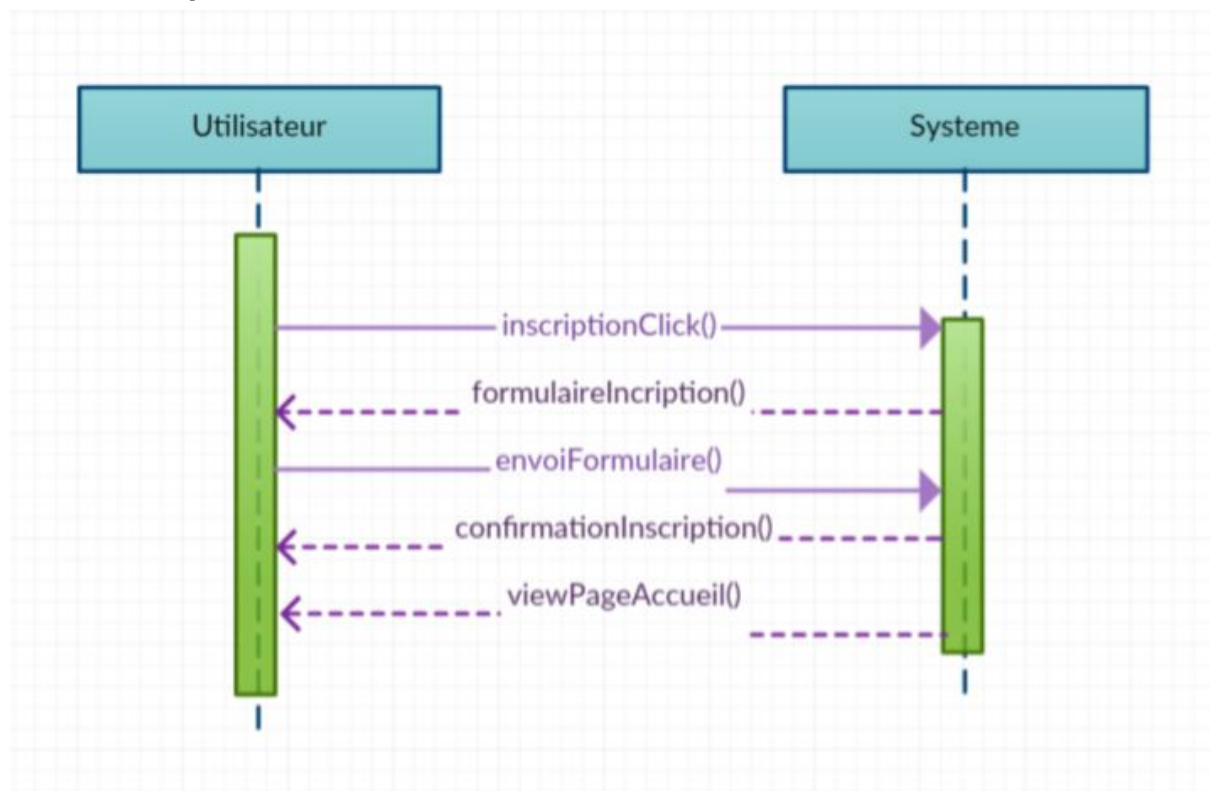 Utilisateur
Systeme
inscriptionClick()
formulaireIncription()
envoiFormulaire()
confirmationInscription()
viewPageAccueil()